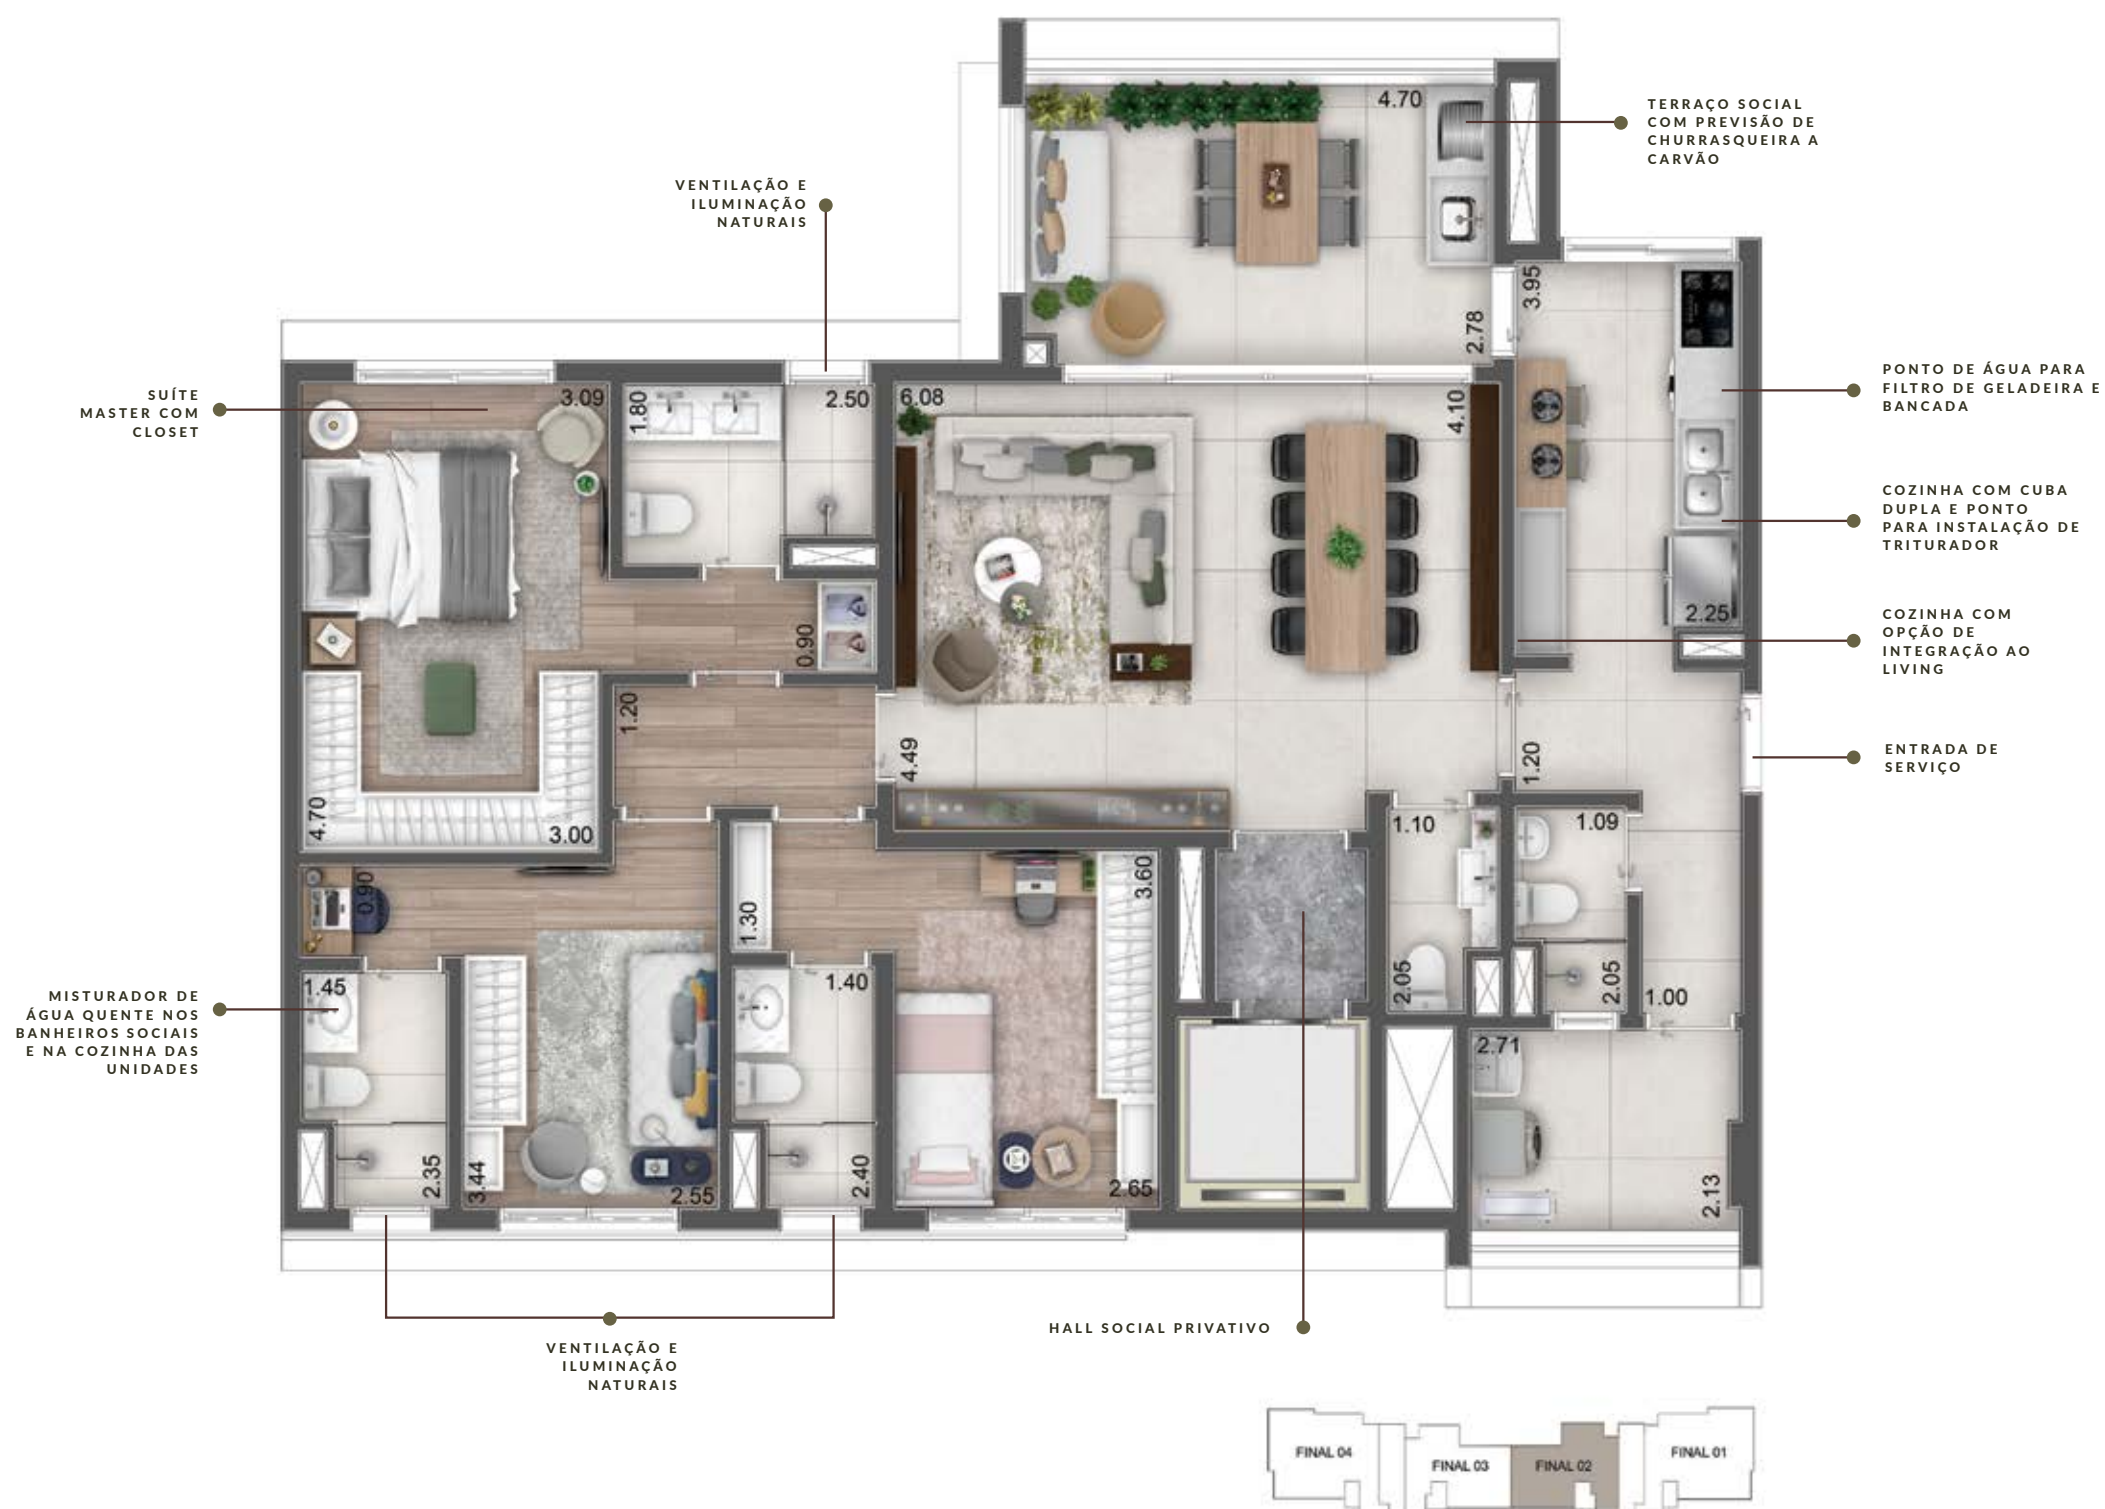 TERRAÇO SOCIAL
COM PREVISÃO DE
CHURRASQUEIRA A
CARVÃO
VENTILAÇÃO E
ILUMINAÇÃO
NATURAIS
SUÍTE
MASTER COM
CLOSET
PONTO DE ÁGUA PARA
FILTRO DE GELADEIRA E
BANCADA
COZINHA COM CUBA
DUPLA E PONTO
PARA INSTALAÇÃO DE
TRITURADOR
COZINHA COM
OPÇÃO DE
INTEGRAÇÃO AO
LIVING
ENTRADA DE
SERVIÇO
MISTURADOR DE
ÁGUA QUENTE NOS
BANHEIROS SOCIAIS
E NA COZINHA DAS
UNIDADES
VENTILAÇÃO E
ILUMINAÇÃO
NATURAIS
HALL SOCIAL PRIVATIVO
4.70
2.78
3.95
3.09
1.80
2.50
6.08
4.10
2.25
0.90
1.20
4.49
1.20
4.70
3.00
1.10
1.09
0.90
1.30
3.60
1.45
1.40
2.05
2.05
1.00
2.71
2.35
3.44
2.55
2.40
2.65
2.13
FINAL 04
FINAL 03
FINAL 02
FINAL 01